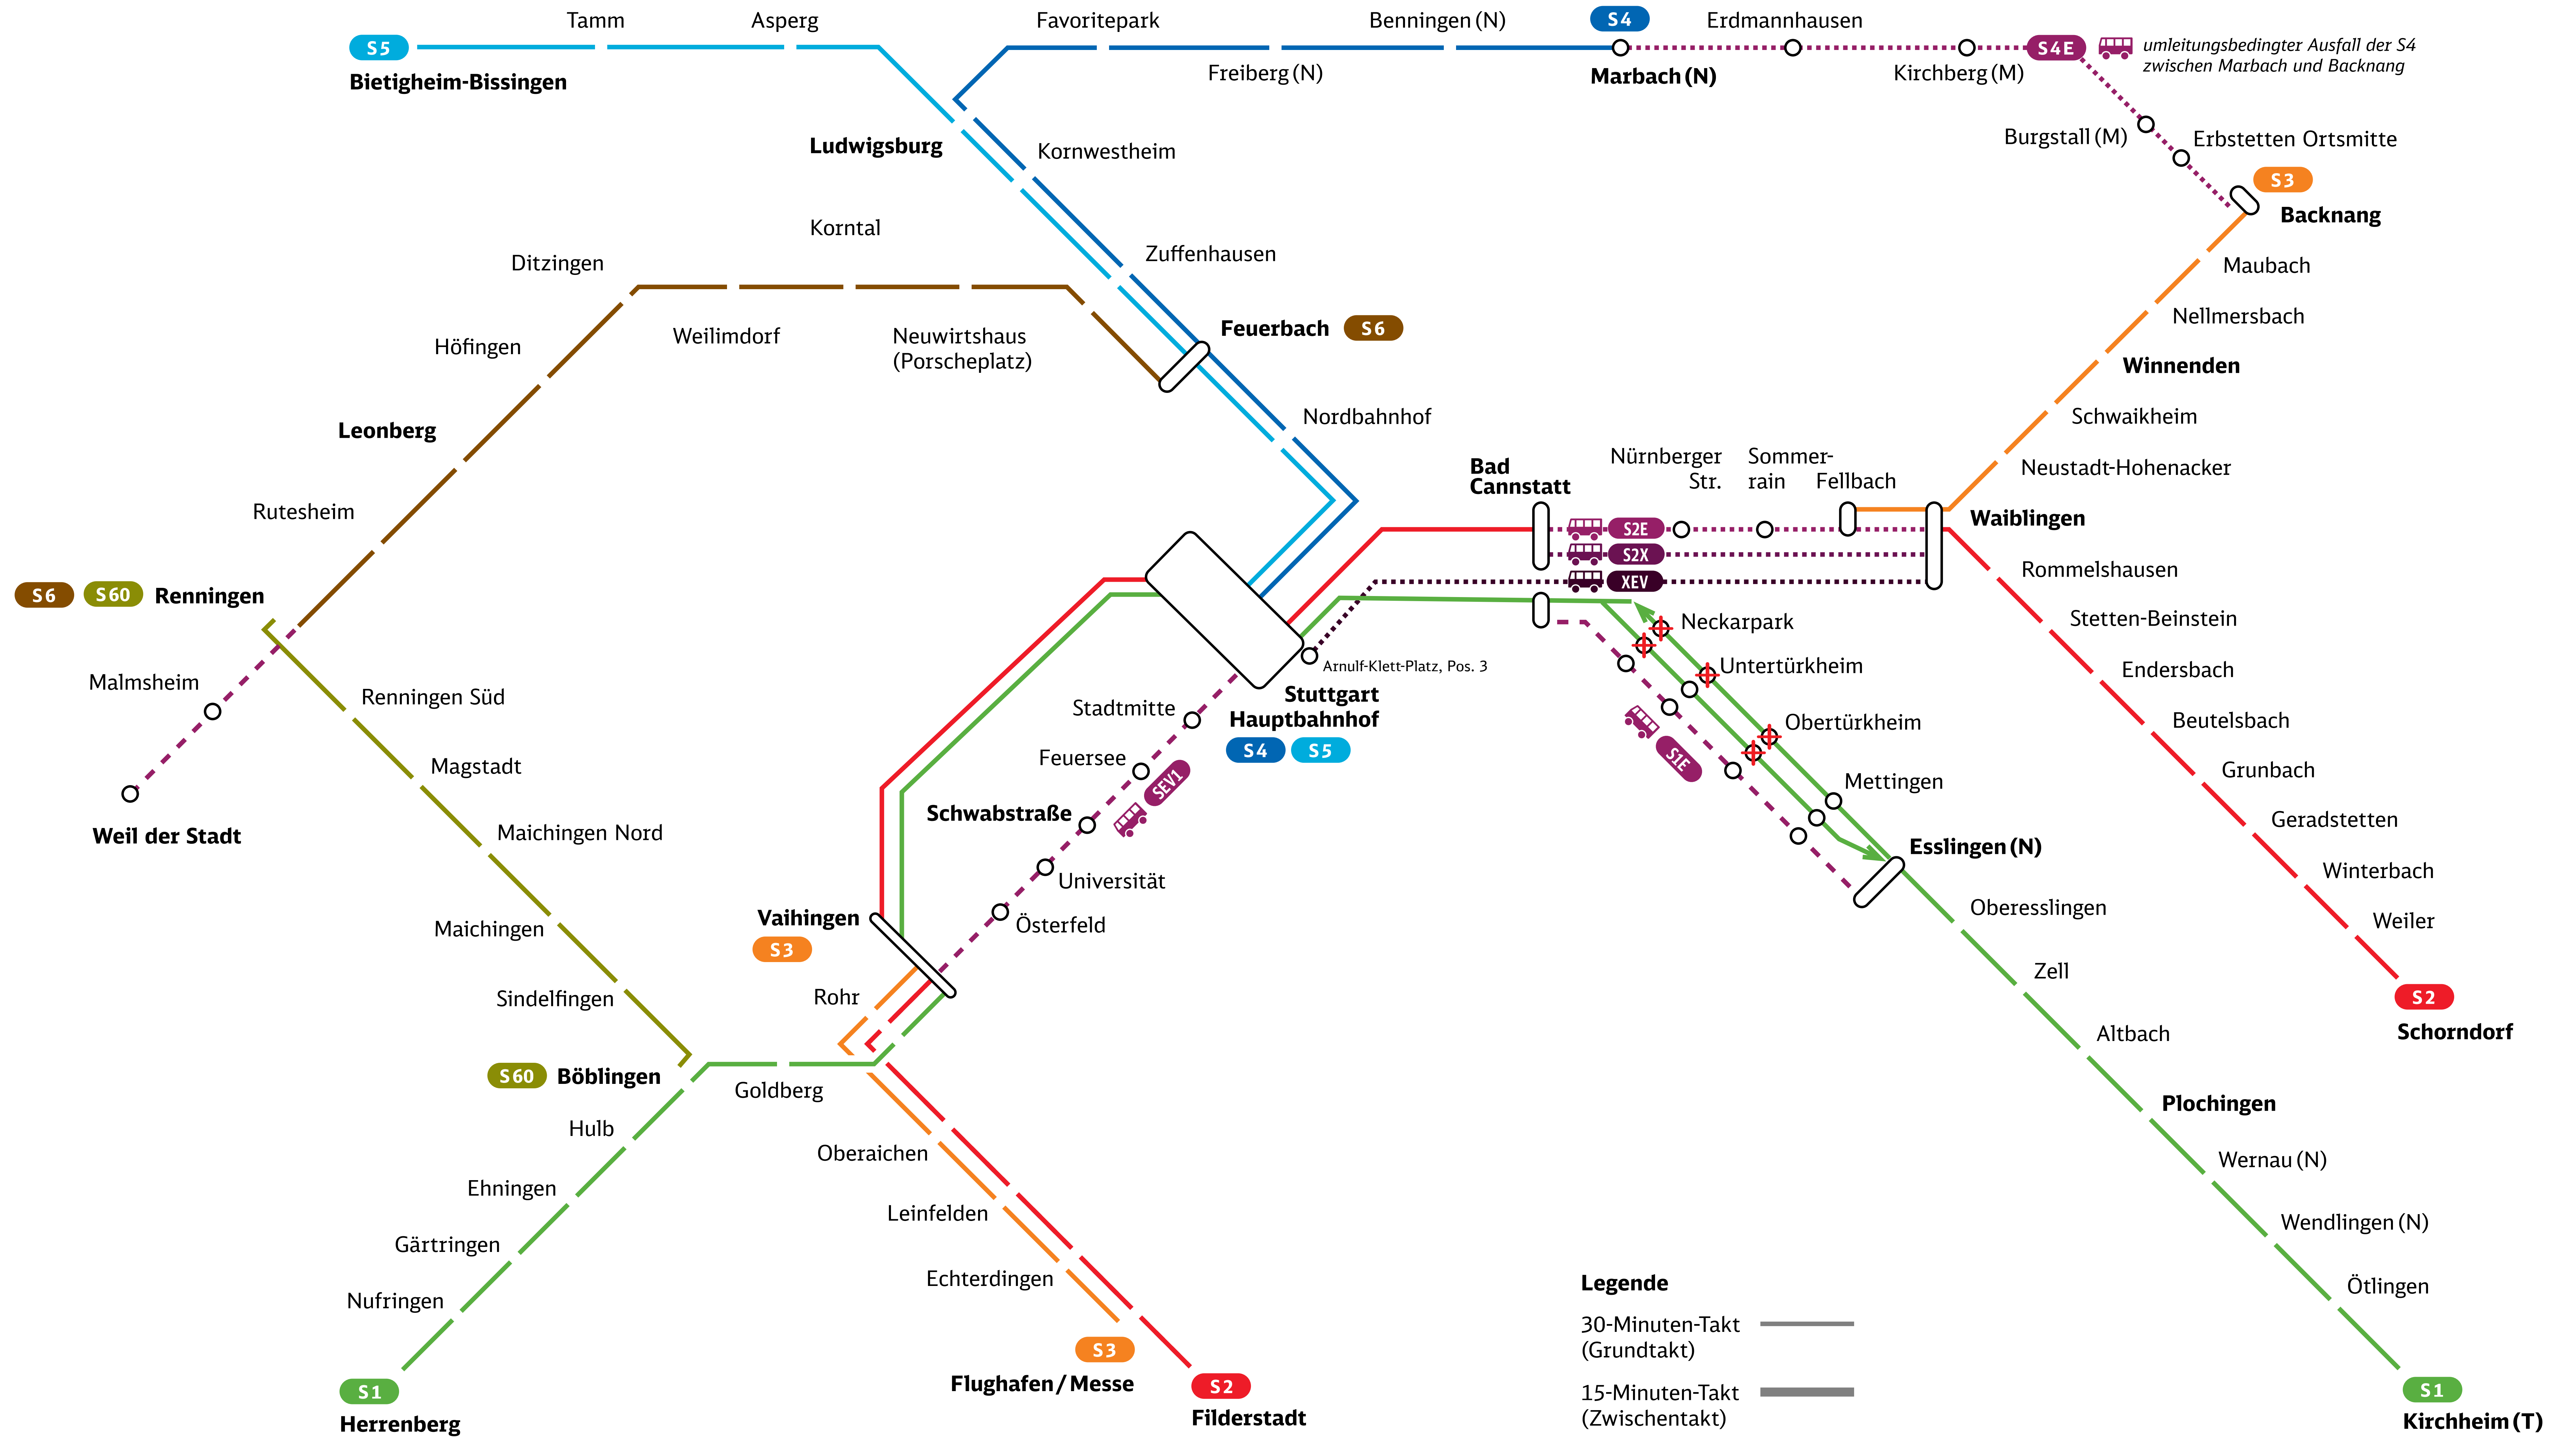 Tamm
Asperg
Favoritepark
Benningen (N)
S4
Erdmannhausen
S5
Bietigheim-Bissingen
Freiberg (N)
Marbach (N)
Kirchberg (M)
S4E
umleitungsbedingter Ausfall der S4
zwischen Marbach und Backnang
Ludwigsburg
Kornwestheim
Burgstall (M)
Erbstetten Ortsmitte
S3
Backnang
Korntal
Zuffenhausen
Ditzingen
Maubach
Höfingen
Weilimdorf
Neuwirtshaus
(Porscheplatz)
Feuerbach
S6
Nellmersbach
Winnenden
Leonberg
Nordbahnhof
Schwaikheim
Bad
Cannstatt
Nürnberger
Str.
Sommer-
rain
Fellbach
Neustadt-Hohenacker
Rutesheim
S2E
S2X
XEV
Waiblingen
Rommelshausen
S6
S60
Renningen
Neckarpark
Stetten-Beinstein
Malmsheim
Renningen Süd
Arnulf-Klett-Platz, Pos. 3
Untertürkheim
Endersbach
Stuttgart
Hauptbahnhof
S4
S5
Stadtmitte
Obertürkheim
Beutelsbach
Magstadt
Feuersee
SEV1
S1E
Mettingen
Grunbach
Weil der Stadt
Maichingen Nord
Schwabstraße
Esslingen (N)
Geradstetten
Universität
Winterbach
Vaihingen
S3
Österfeld
Oberesslingen
Weiler
Maichingen
Zell
Sindelfingen
Rohr
S2
Schorndorf
Altbach
S60
Böblingen
Goldberg
Plochingen
Hulb
Oberaichen
Wernau (N)
Ehningen
Leinfelden
Wendlingen (N)
Gärtringen
Echterdingen
Ötlingen
Nufringen
Legende
30-Minuten-Takt
(Grundtakt)
15-Minuten-Takt
(Zwischentakt)
S3
Flughafen / Messe
S1
Herrenberg
S2
Filderstadt
S1
Kirchheim (T)